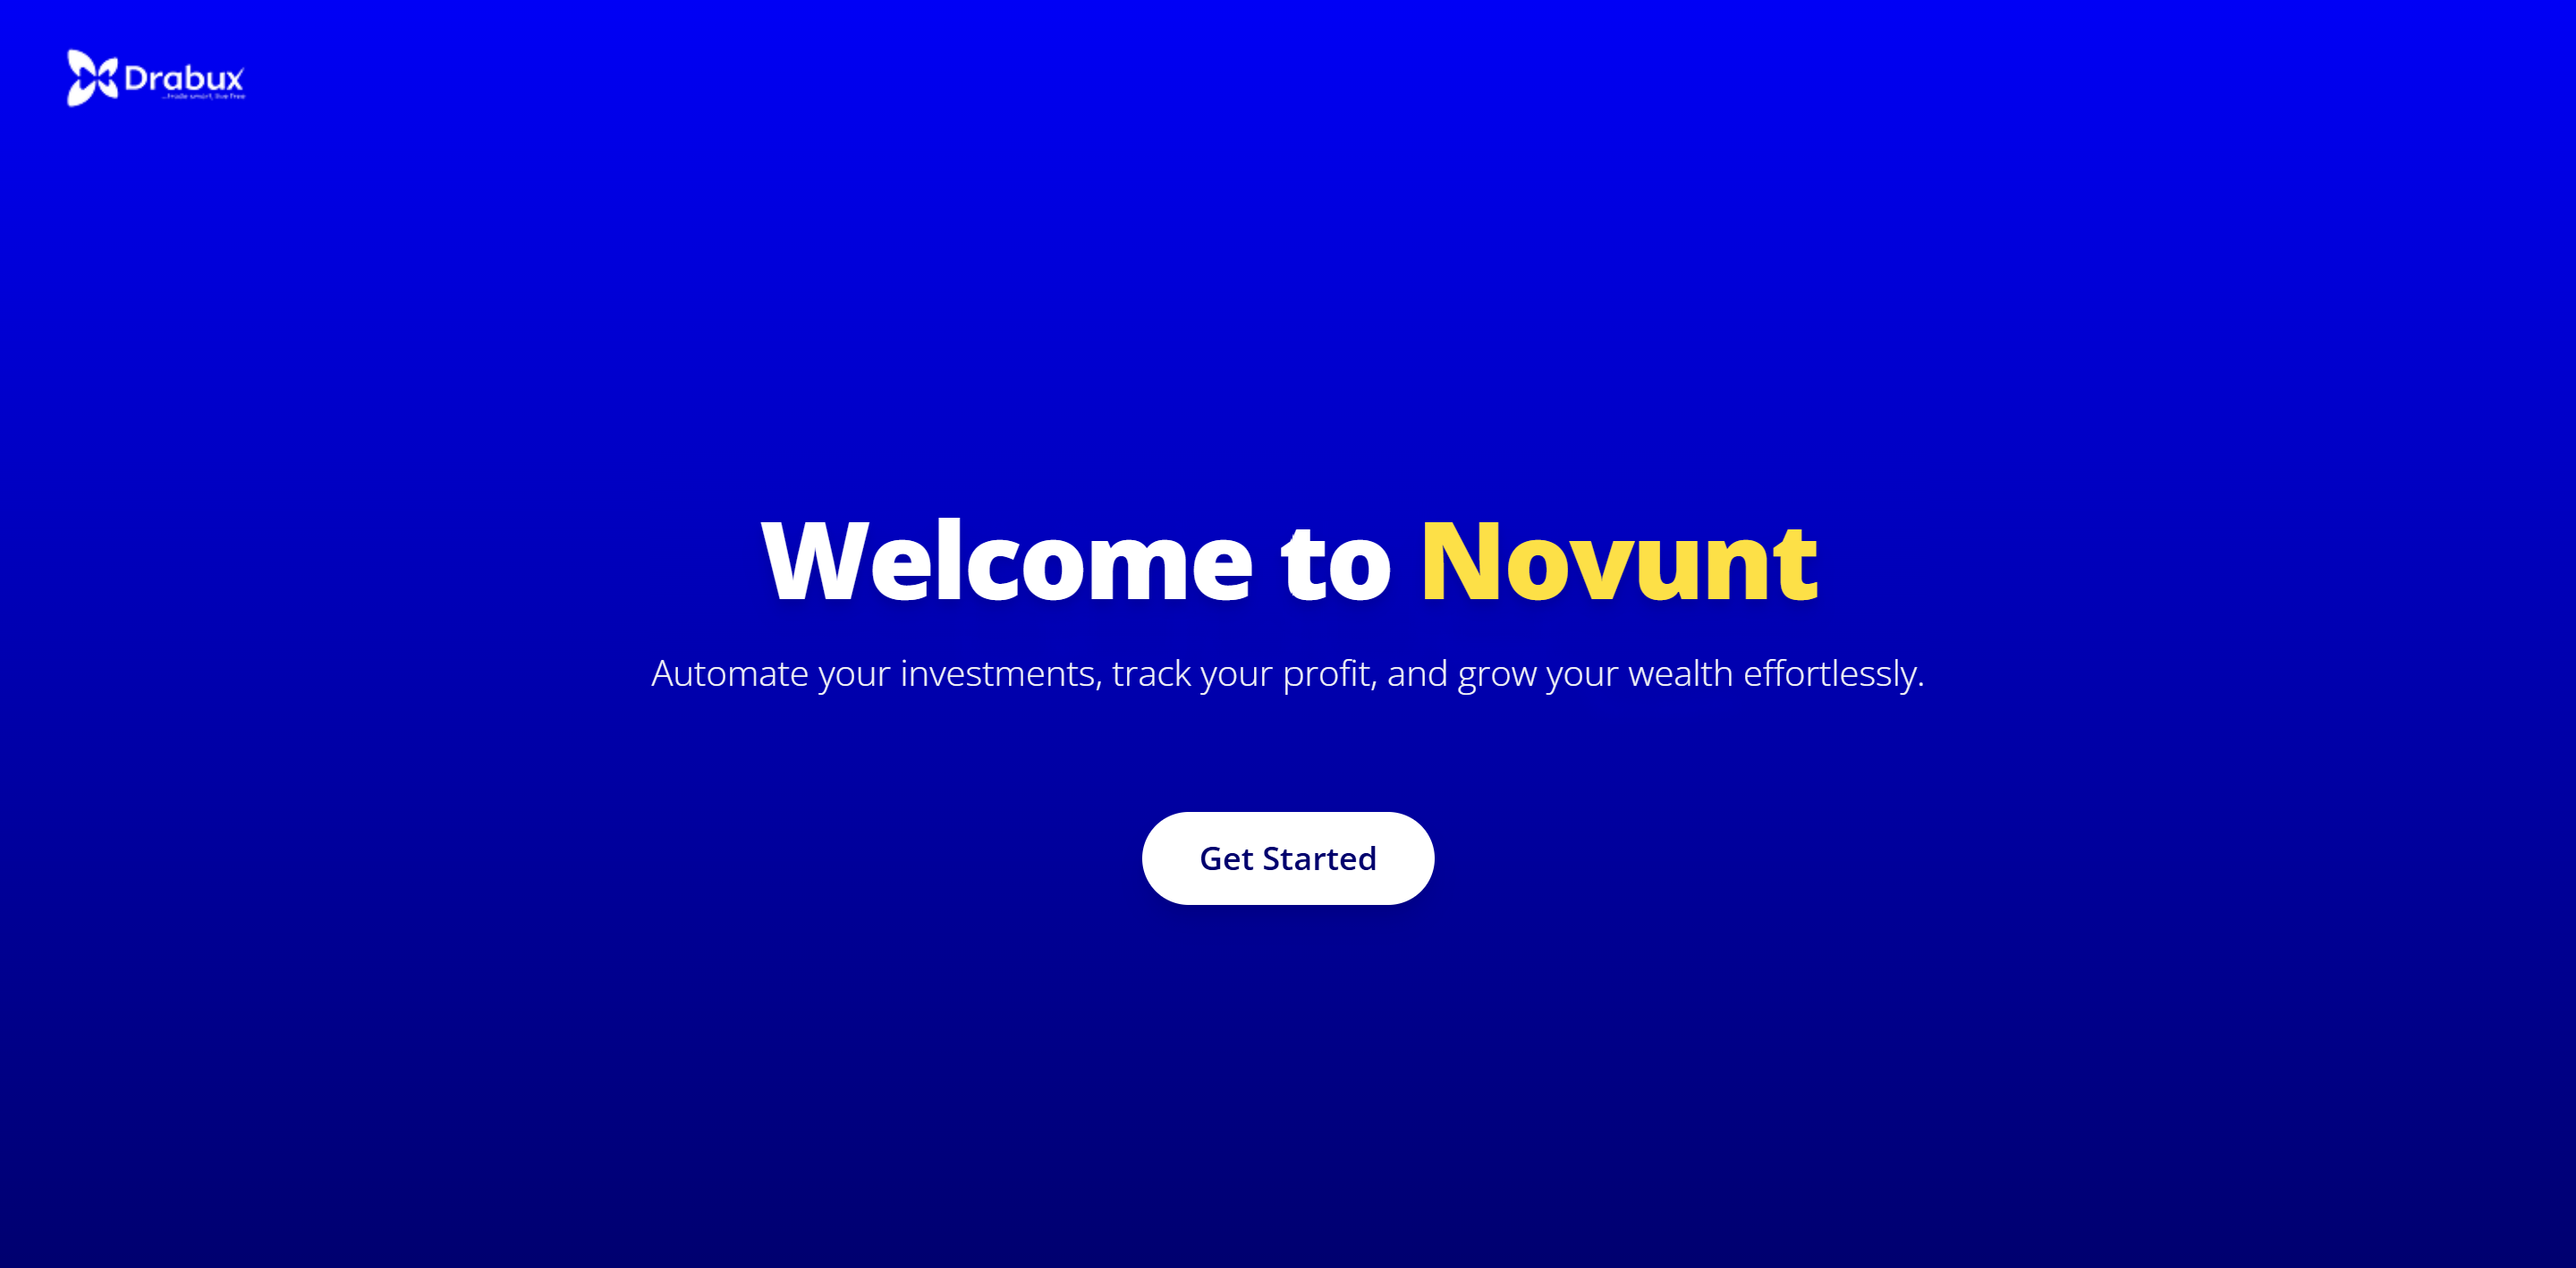 Drabux
...trade smart, live free
Welcome to Novunt
Automate your investments, track your profit, and grow your wealth effortlessly.
Get Started